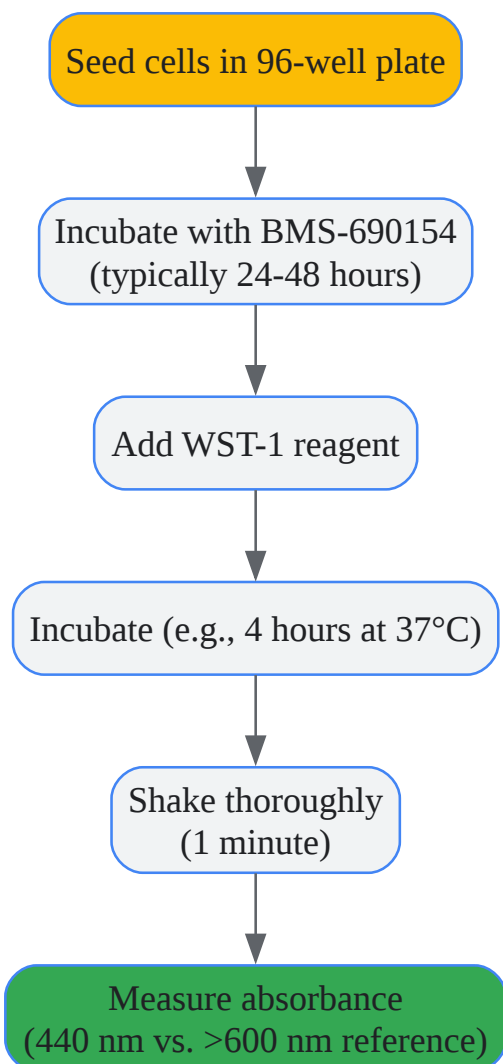 Seed cells in 96-well plate
Incubate with BMS-690154
(typically 24-48 hours)
Add WST-1 reagent
Incubate (e.g., 4 hours at 37°C)
Shake thoroughly
(1 minute)
Measure absorbance
(440 nm vs. >600 nm reference)